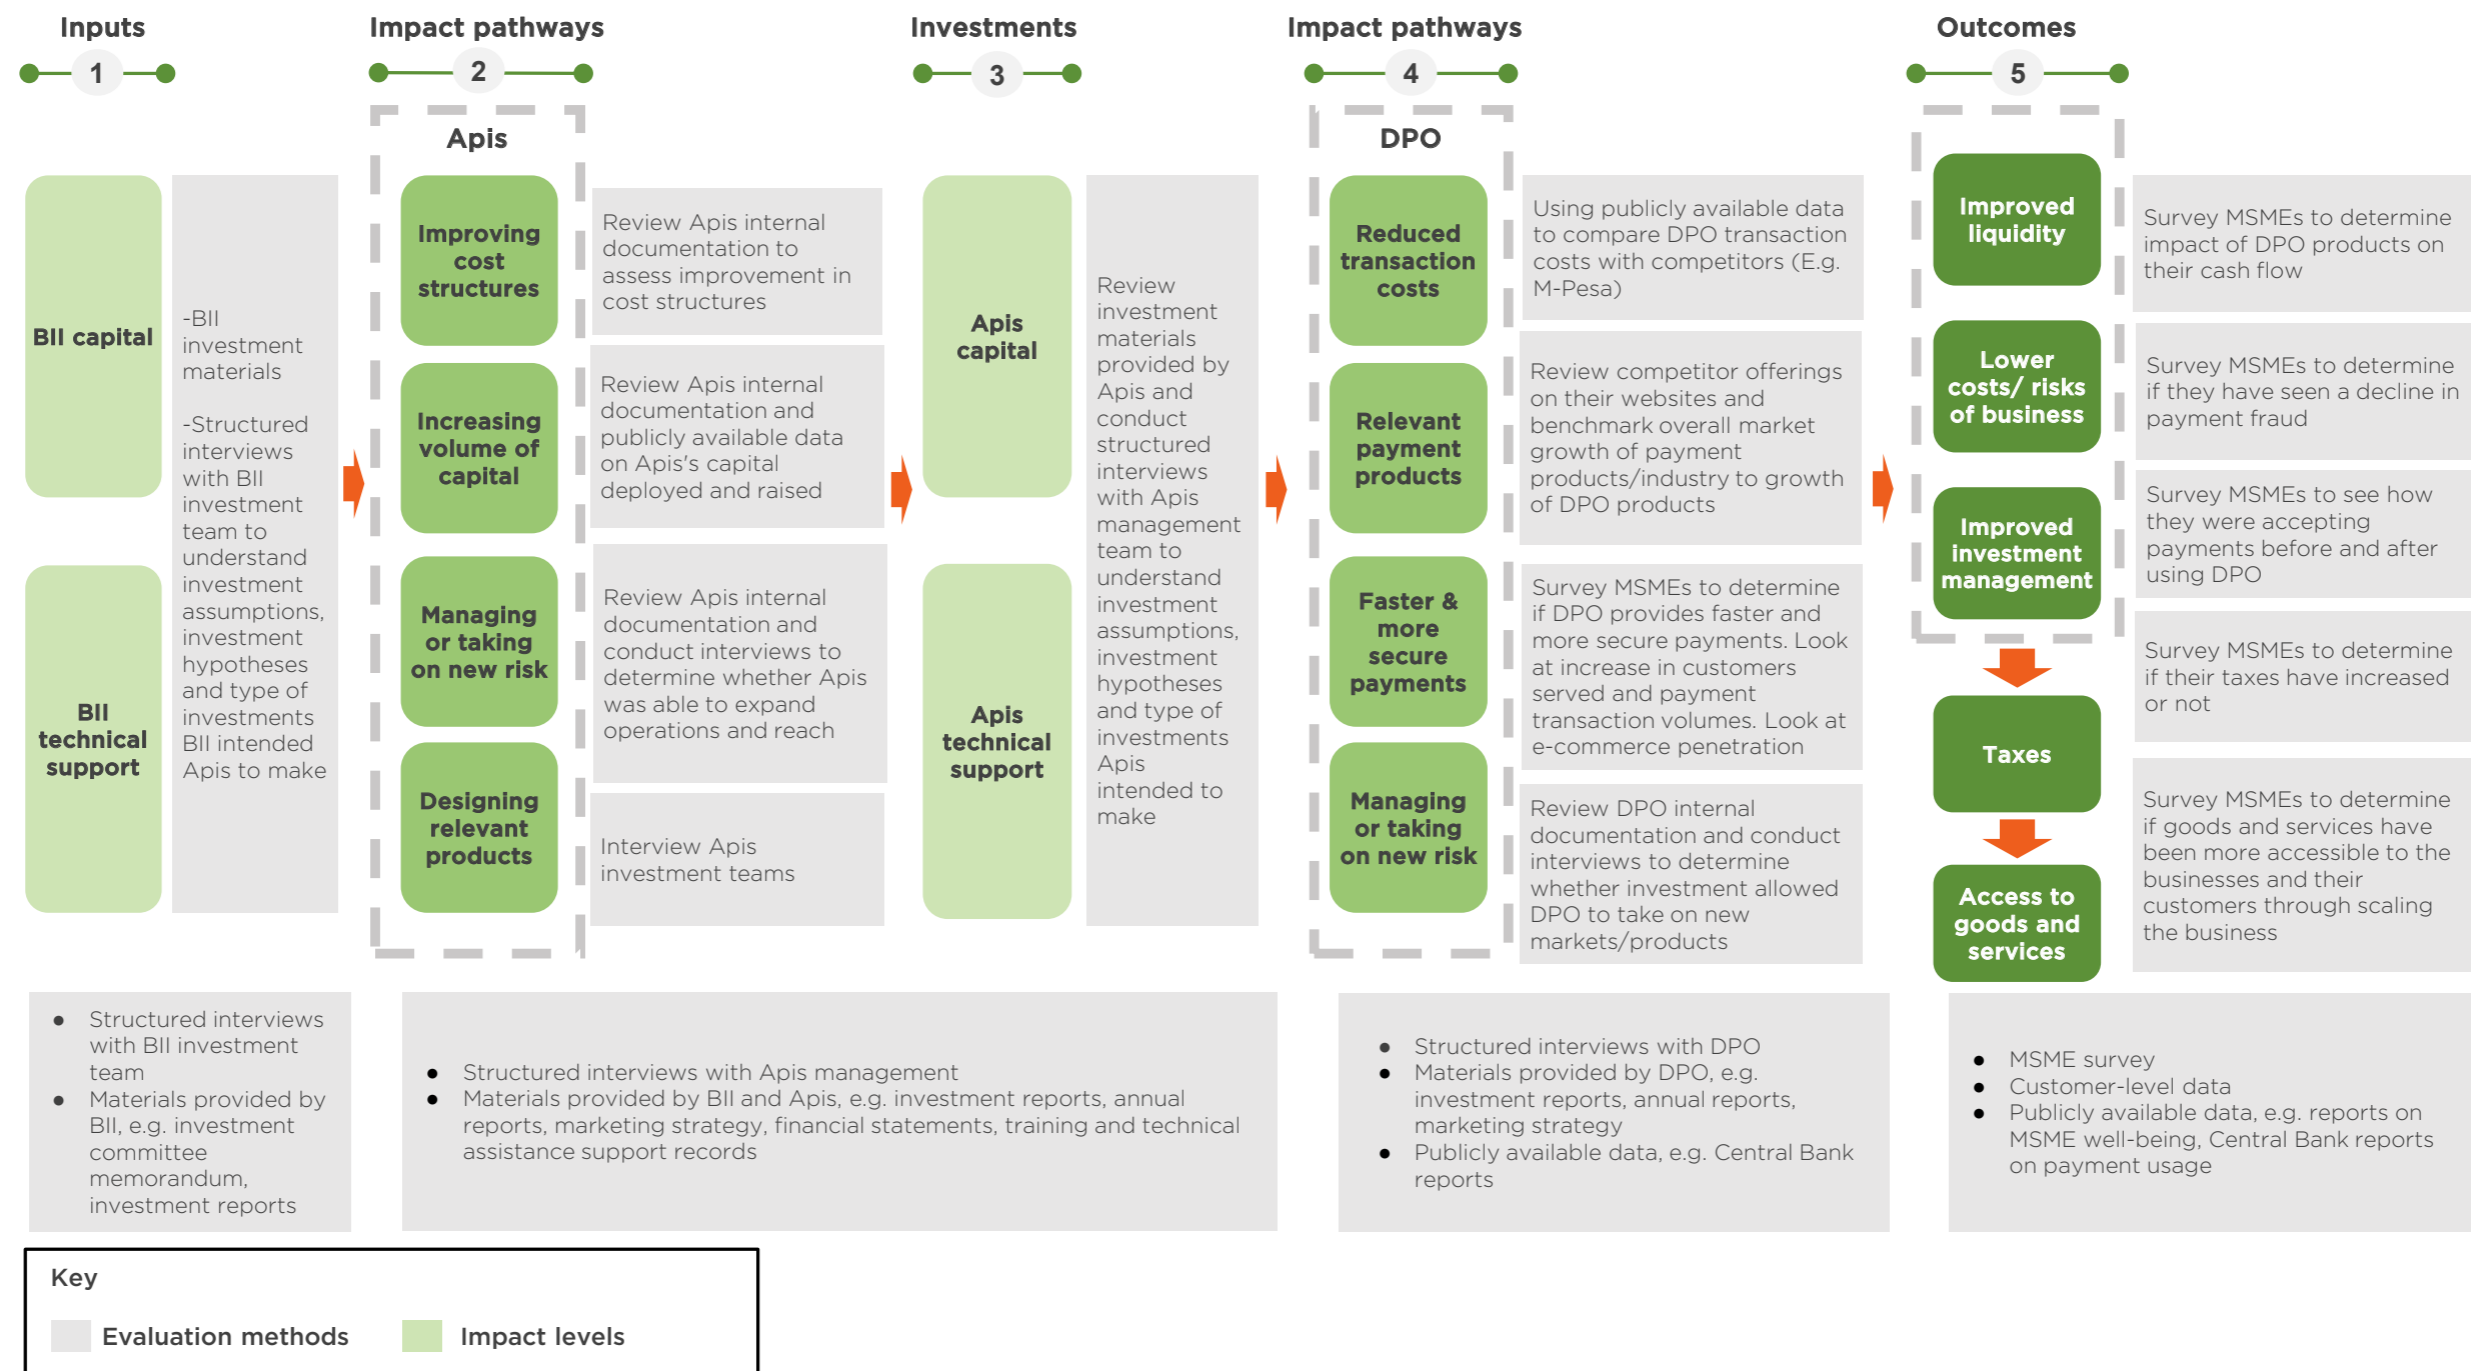 Inputs
1
Impact pathways
2
Investments
3
Impact pathways
4
Outcomes
5
BII capital
BII
technical
support
-BII
investment
materials
-Structured
interviews
with BII
investment
team to
understand
investment
assumptions,
investment
hypotheses
and type of
investments
BII intended
Apis to make
Apis
Improving
cost
structures
Review Apis internal
documentation to
assess improvement in
cost structures
Increasing
volume of
capital
Review Apis internal
documentation and
publicly available data
on Apis's capital
deployed and raised
Managing
or taking
on new risk
Review Apis internal
documentation and
conduct interviews to
determine whether Apis
was able to expand
operations and reach
Designing
relevant
products
Interview Apis
investment teams
Apis
capital
Apis
technical
support
Review
investment
materials
provided by
Apis and
conduct
structured
interviews
with Apis
management
team to
understand
investment
assumptions,
investment
hypotheses
and type of
investments
Apis
intended to
make
DPO
Reduced
transaction
costs
Using publicly available data
to compare DPO transaction
costs with competitors (E.g.
M-Pesa)
Relevant
payment
products
Review competitor offerings
on their websites and
benchmark overall market
growth of payment
products/industry to growth
of DPO products
Faster &
more
secure
payments
Survey MSMEs to determine
if DPO provides faster and
more secure payments. Look
at increase in customers
served and payment
transaction volumes. Look at
e-commerce penetration
Managing
or taking
on new risk
Review DPO internal
documentation and conduct
interviews to determine
whether investment allowed
DPO to take on new
markets/products
Improved
liquidity
Survey MSMEs to determine
impact of DPO products on
their cash flow
Lower
costs/ risks
of business
Survey MSMEs to determine
if they have seen a decline in
payment fraud
Improved
investment
management
Survey MSMEs to see how
they were accepting
payments before and after
using DPO
Taxes
Survey MSMEs to determine
if their taxes have increased
or not
Access to
goods and
services
Survey MSMEs to determine
if goods and services have
been more accessible to the
businesses and their
customers through scaling
the business
● Structured interviews
with BII investment
team
● Materials provided by
BII, e.g. investment
committee
memorandum,
investment reports
● Structured interviews with Apis management
● Materials provided by BII and Apis, e.g. investment reports, annual
reports, marketing strategy, financial statements, training and technical
assistance support records
● Structured interviews with DPO
● Materials provided by DPO, e.g.
investment reports, annual reports,
marketing strategy
● Publicly available data, e.g. Central Bank
reports
● MSME survey
● Customer-level data
● Publicly available data, e.g. reports on
MSME well-being, Central Bank reports
on payment usage
Key
Evaluation methods
Impact levels